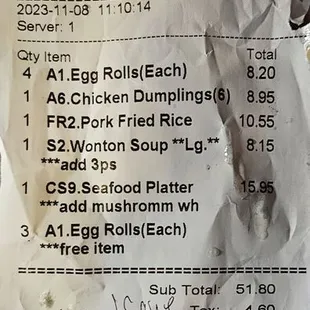 2023-11-08 11:10:14
Server: 1
Qty Item Total
4 A1.Egg Rolls(Each) 8.20
1 A6.Chicken Dumplings(6) 8.95
1 FR2.Pork Fried Rice 10.55
1 S2.Wonton Soup **Lg.** 8.15
***add 3ps
1 CS9.Seafood Platter 15.95
***add mushromm wh
3 A1.Egg Rolls(Each)
***free item
Sub Total: 51.80
Tax: 4.60